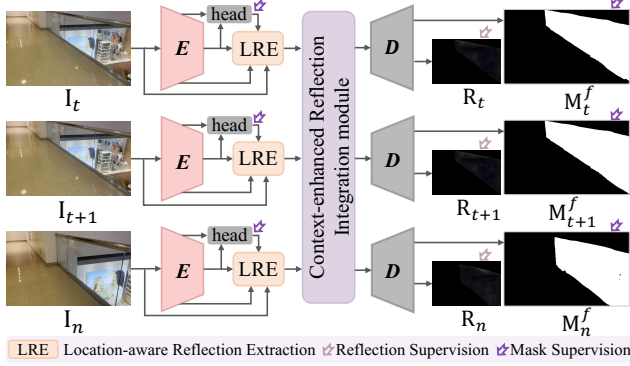 head
E
LRE
D
I_t
R_t
M_t^f
head
E
LRE
Context-enhanced Reflection
Integration module
D
I_{t+1}
R_{t+1}
M_{t+1}^f
head
E
LRE
D
I_n
R_n
M_n^f
LRE Location-aware Reflection Extraction Reflection Supervision Mask Supervision